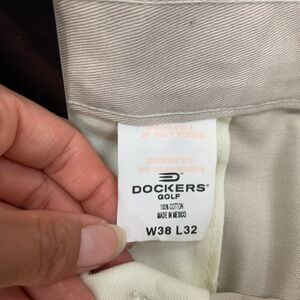 DOCKERS®
GOLF
100% COTTON
MADE IN MEXICO
W38 L32